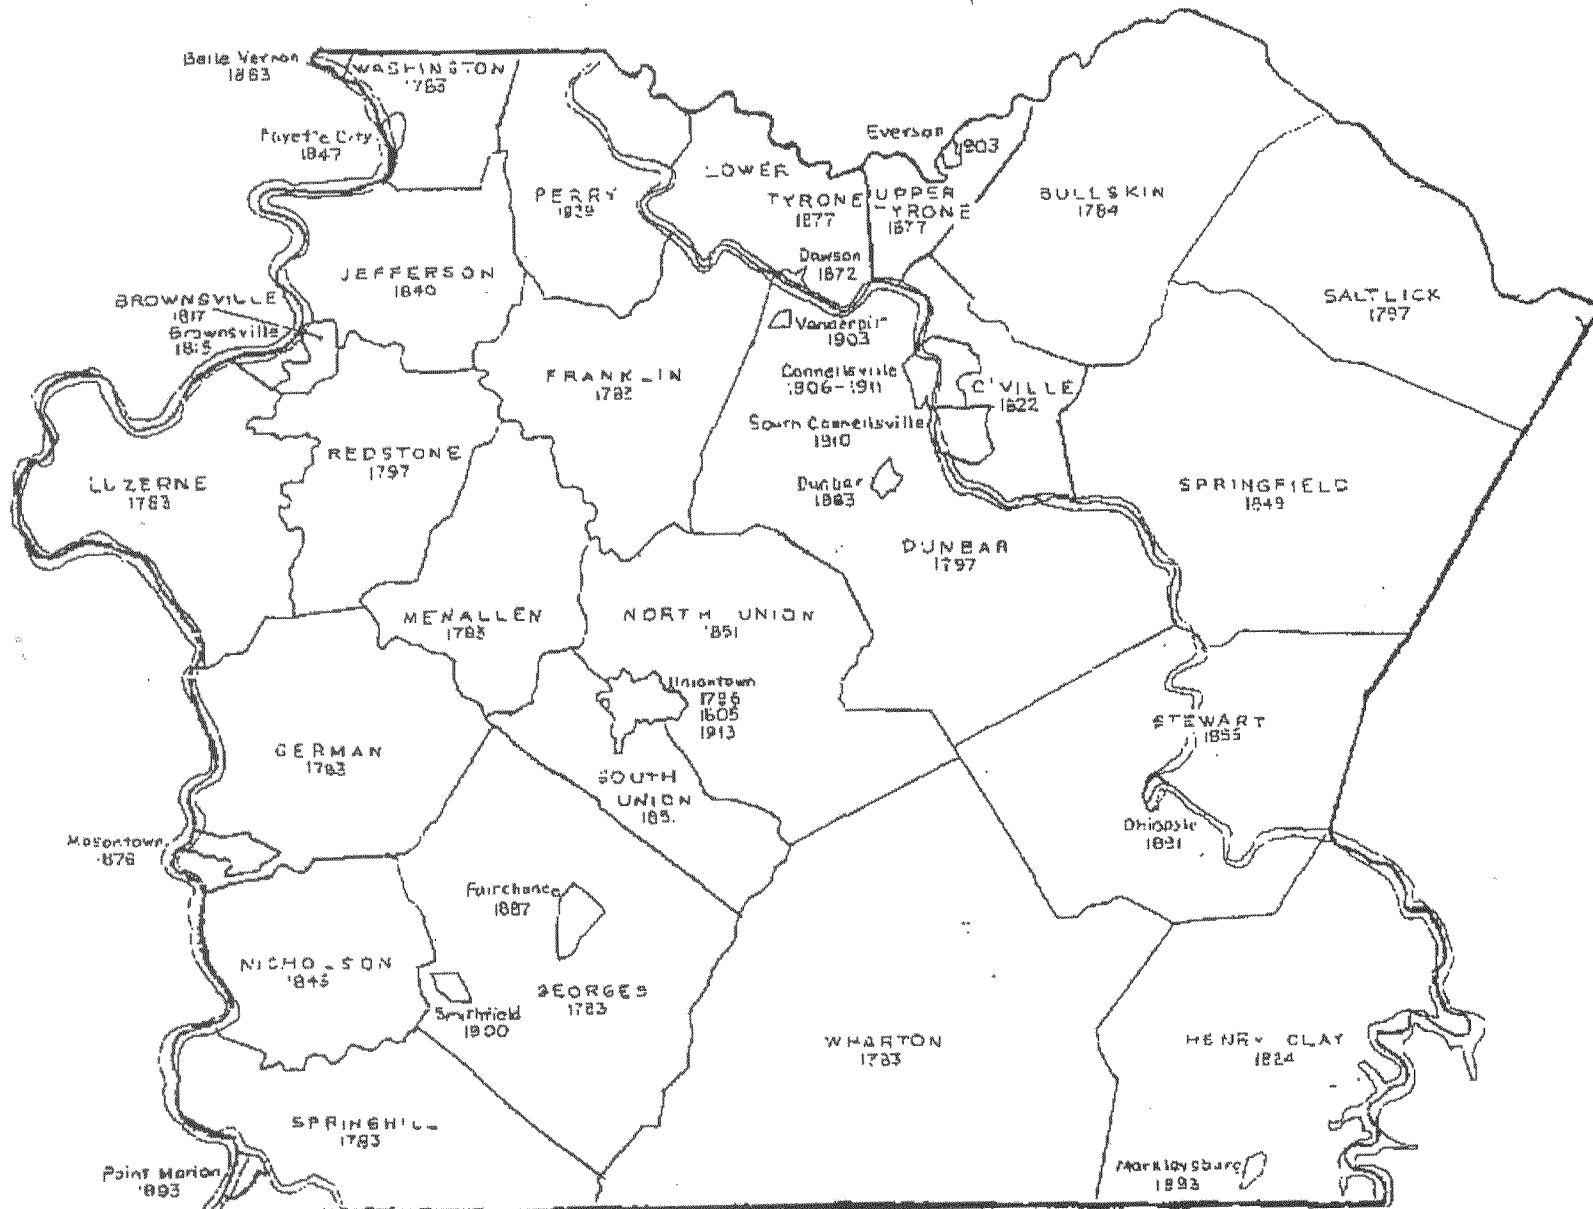 Belle Vernon
1863
WASHINGTON
1783
Fayette City
1847
Everson
1903
LOWER
TYRONE
1877
UPPER
TYRONE
1877
PERRY
1839
BULLSKIN
1784
JEFFERSON
1840
Dawson
1872
SALTLICK
1797
BROWNSVILLE
1817
Brownsville
1815
Vanderbilt
1903
FRANKLIN
1783
Connellsville
1806-1911
C'VILLE
1822
South Connellsville
1910
REDSTONE
1797
LUZERNE
1783
Dunbar
1883
SPRINGFIELD
1849
DUNBAR
1797
MENALLEN
1783
NORTH UNION
1851
Uniontown
1796
1805
1913
STEWART
1855
GERMAN
1783
SOUTH
UNION
185
Ohiopyle
1891
Masontown
1876
Fairchance
1887
NICHOLSON
1845
GEORGES
1783
Smithfield
1900
WHARTON
1783
HENRY CLAY
1824
SPRINGHILL
1783
Point Marion
1893
Markleysburg
1893